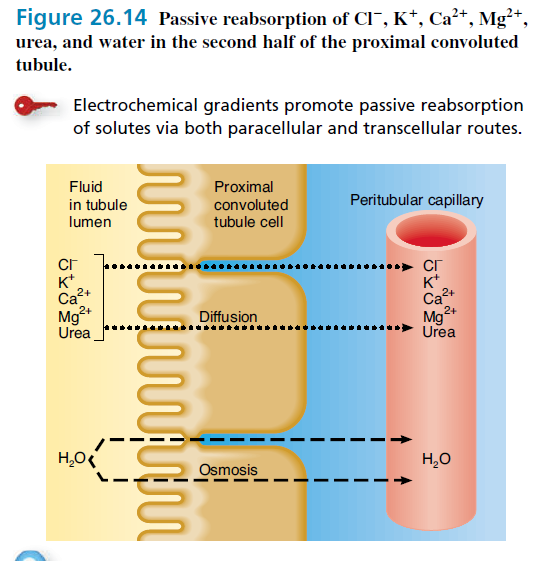 Figure 26.14 Passive reabsorption of Cl⁻, K⁺, Ca²⁺, Mg²⁺,
urea, and water in the second half of the proximal convoluted
tubule.
Electrochemical gradients promote passive reabsorption
of solutes via both paracellular and transcellular routes.
Fluid
in tubule
lumen
Proximal
convoluted
tubule cell
Peritubular capillary
Cl⁻
K⁺
Ca²⁺
Mg²⁺
Urea
Diffusion
Cl⁻
K⁺
Ca²⁺
Mg²⁺
Urea
H₂O
Osmosis
H₂O